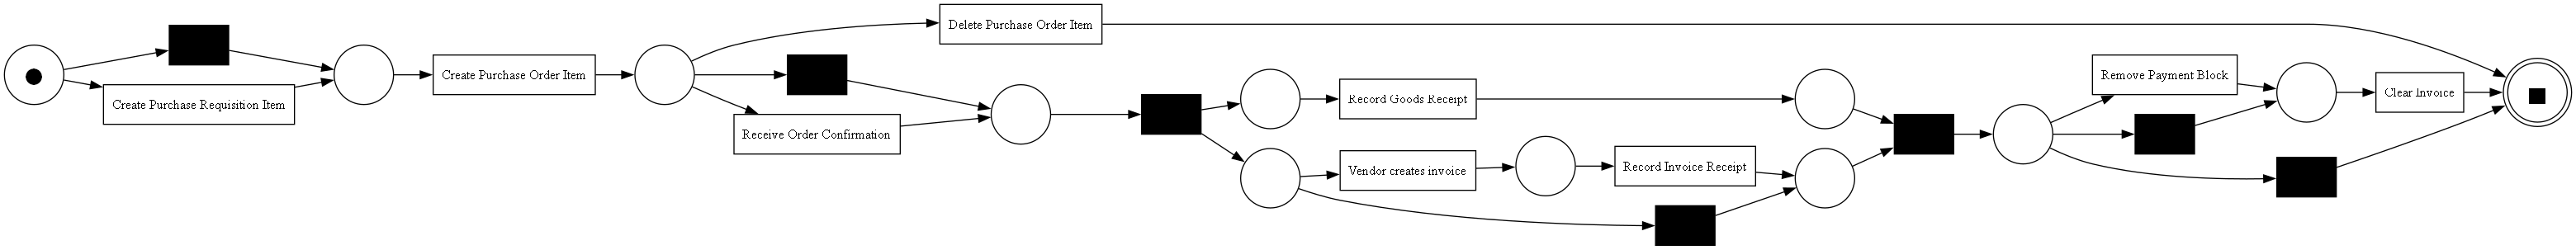 Create Purchase Requisition Item
Create Purchase Order Item
Delete Purchase Order Item
Receive Order Confirmation
Record Goods Receipt
Vendor creates invoice
Record Invoice Receipt
Remove Payment Block
Clear Invoice